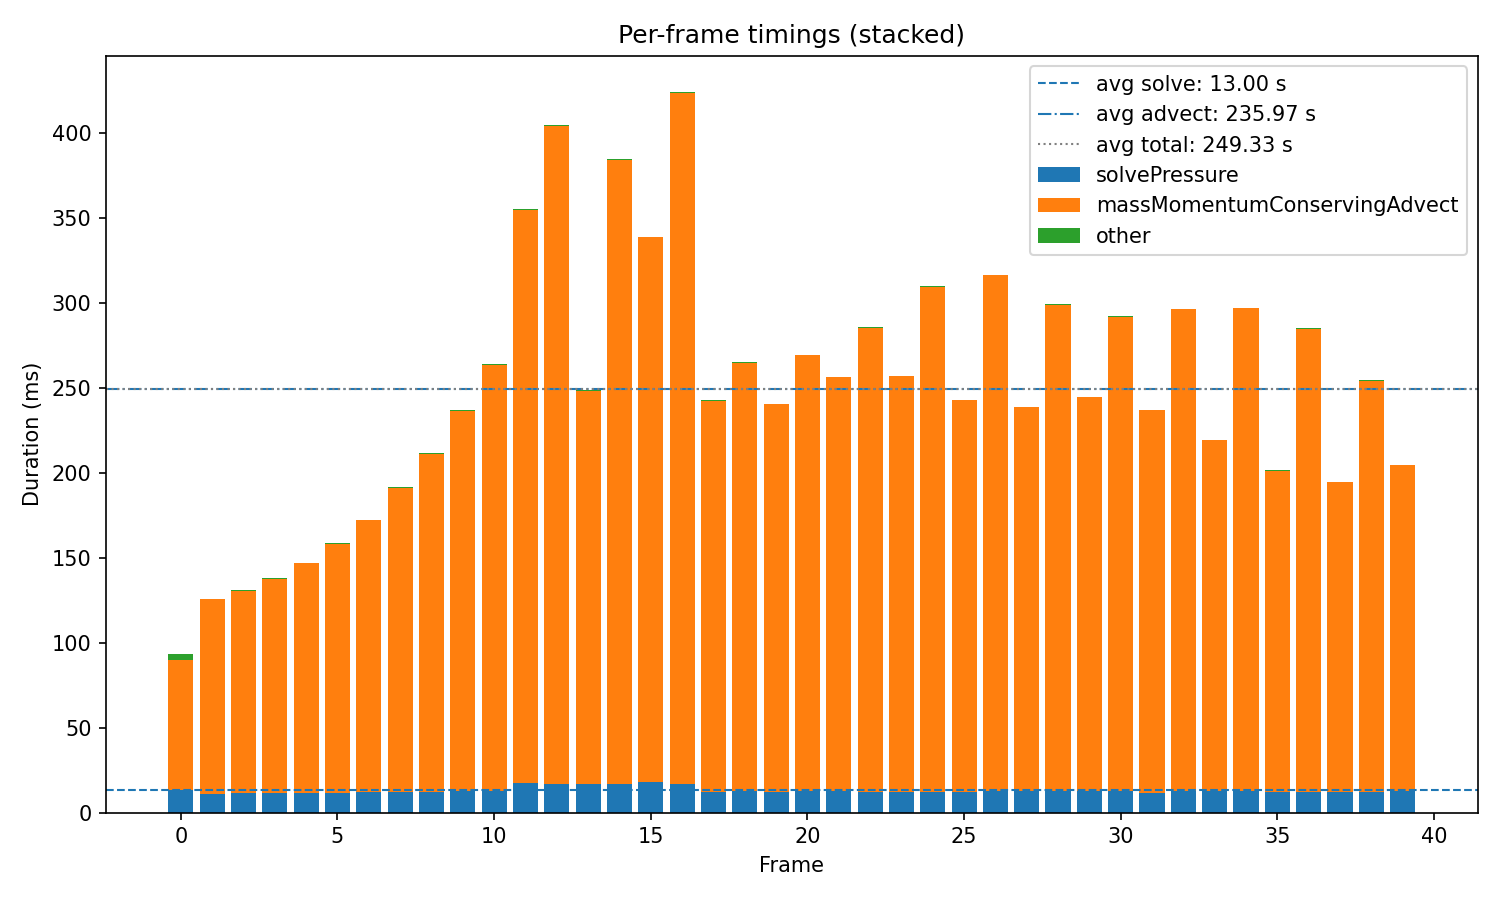 Per-frame timings (stacked)
avg solve: 13.00 s
avg advect: 235.97 s
avg total: 249.33 s
solvePressure
massMomentumConservingAdvect
other
Duration (ms)
400
350
300
250
200
150
100
50
0
0 5 10 15 20 25 30 35 40
Frame